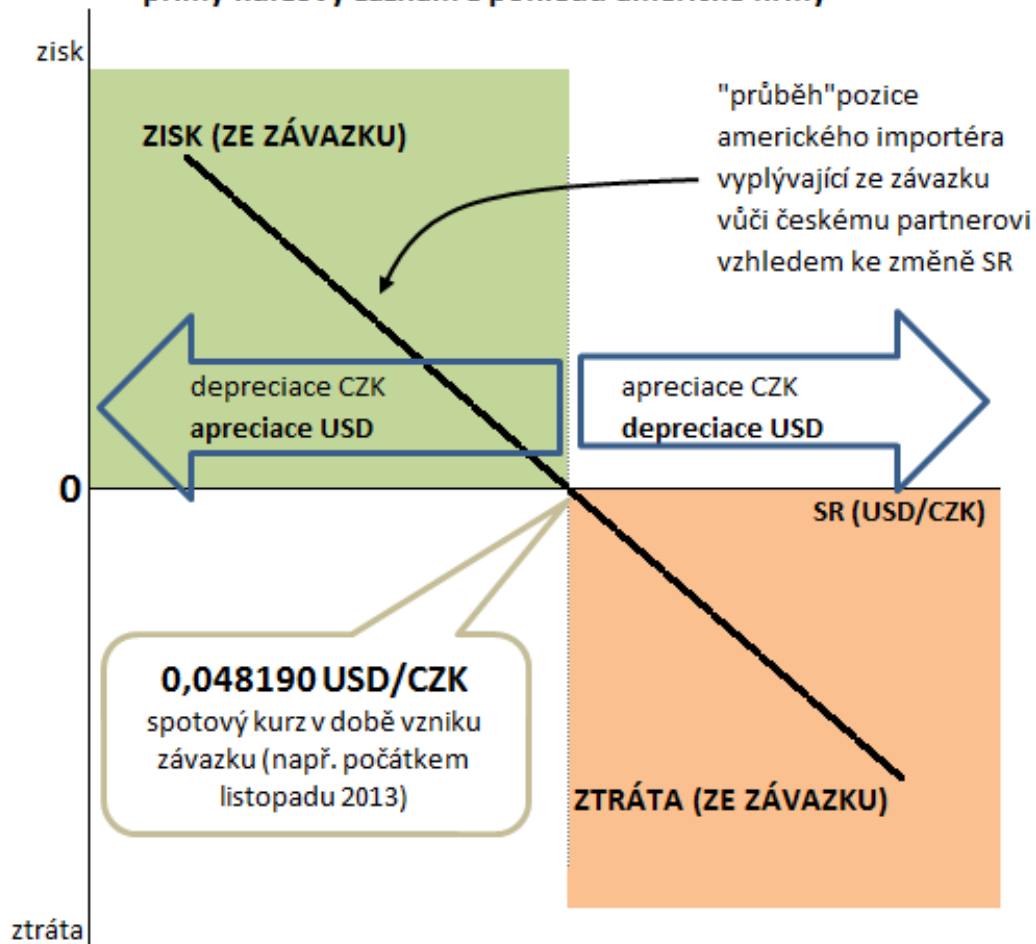 zisk
"průběh"pozice
amerického importéra
vyplývající ze závazku
vůči českému partnerovi
vzhledem ke změně SR
ZISK (ZE ZÁVAZKU)
depreciace CZK
apreciace USD
apreciace CZK
depreciace USD
0
SR (USD/CZK)
0,048190 USD/CZK
spotový kurz v době vzniku
závazku (např. počátkem
listopadu 2013)
ZTRÁTA (ZE ZÁVAZKU)
ztráta